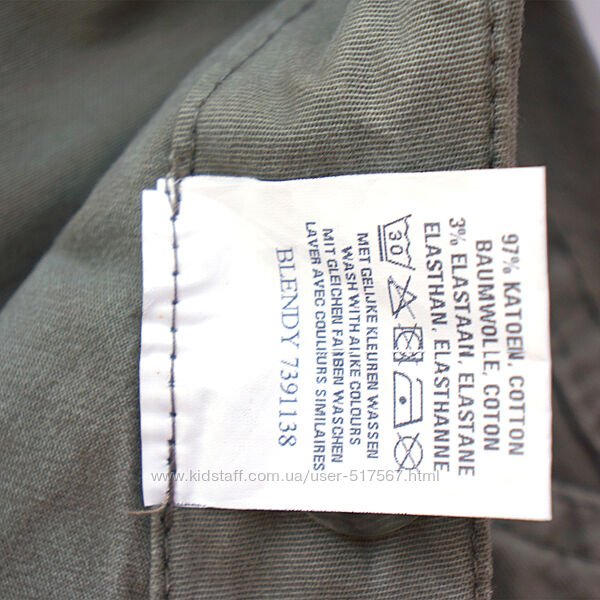 97% KATOEN, COTTON
BAUMWOLLE, COTON
3% ELASTAAN, ELASTANE
ELASTHAN, ELASTHANNE
30
MET GELIJKE KLEUREN WASSEN
WASH WITH ALIKE COLOURS
MIT GLEICHEN FARBEN WASCHEN
LAVER AVEC COULEURS SIMILAIRES
BLENDY 7391138
www.kidstaff.com.ua/user-517567.html